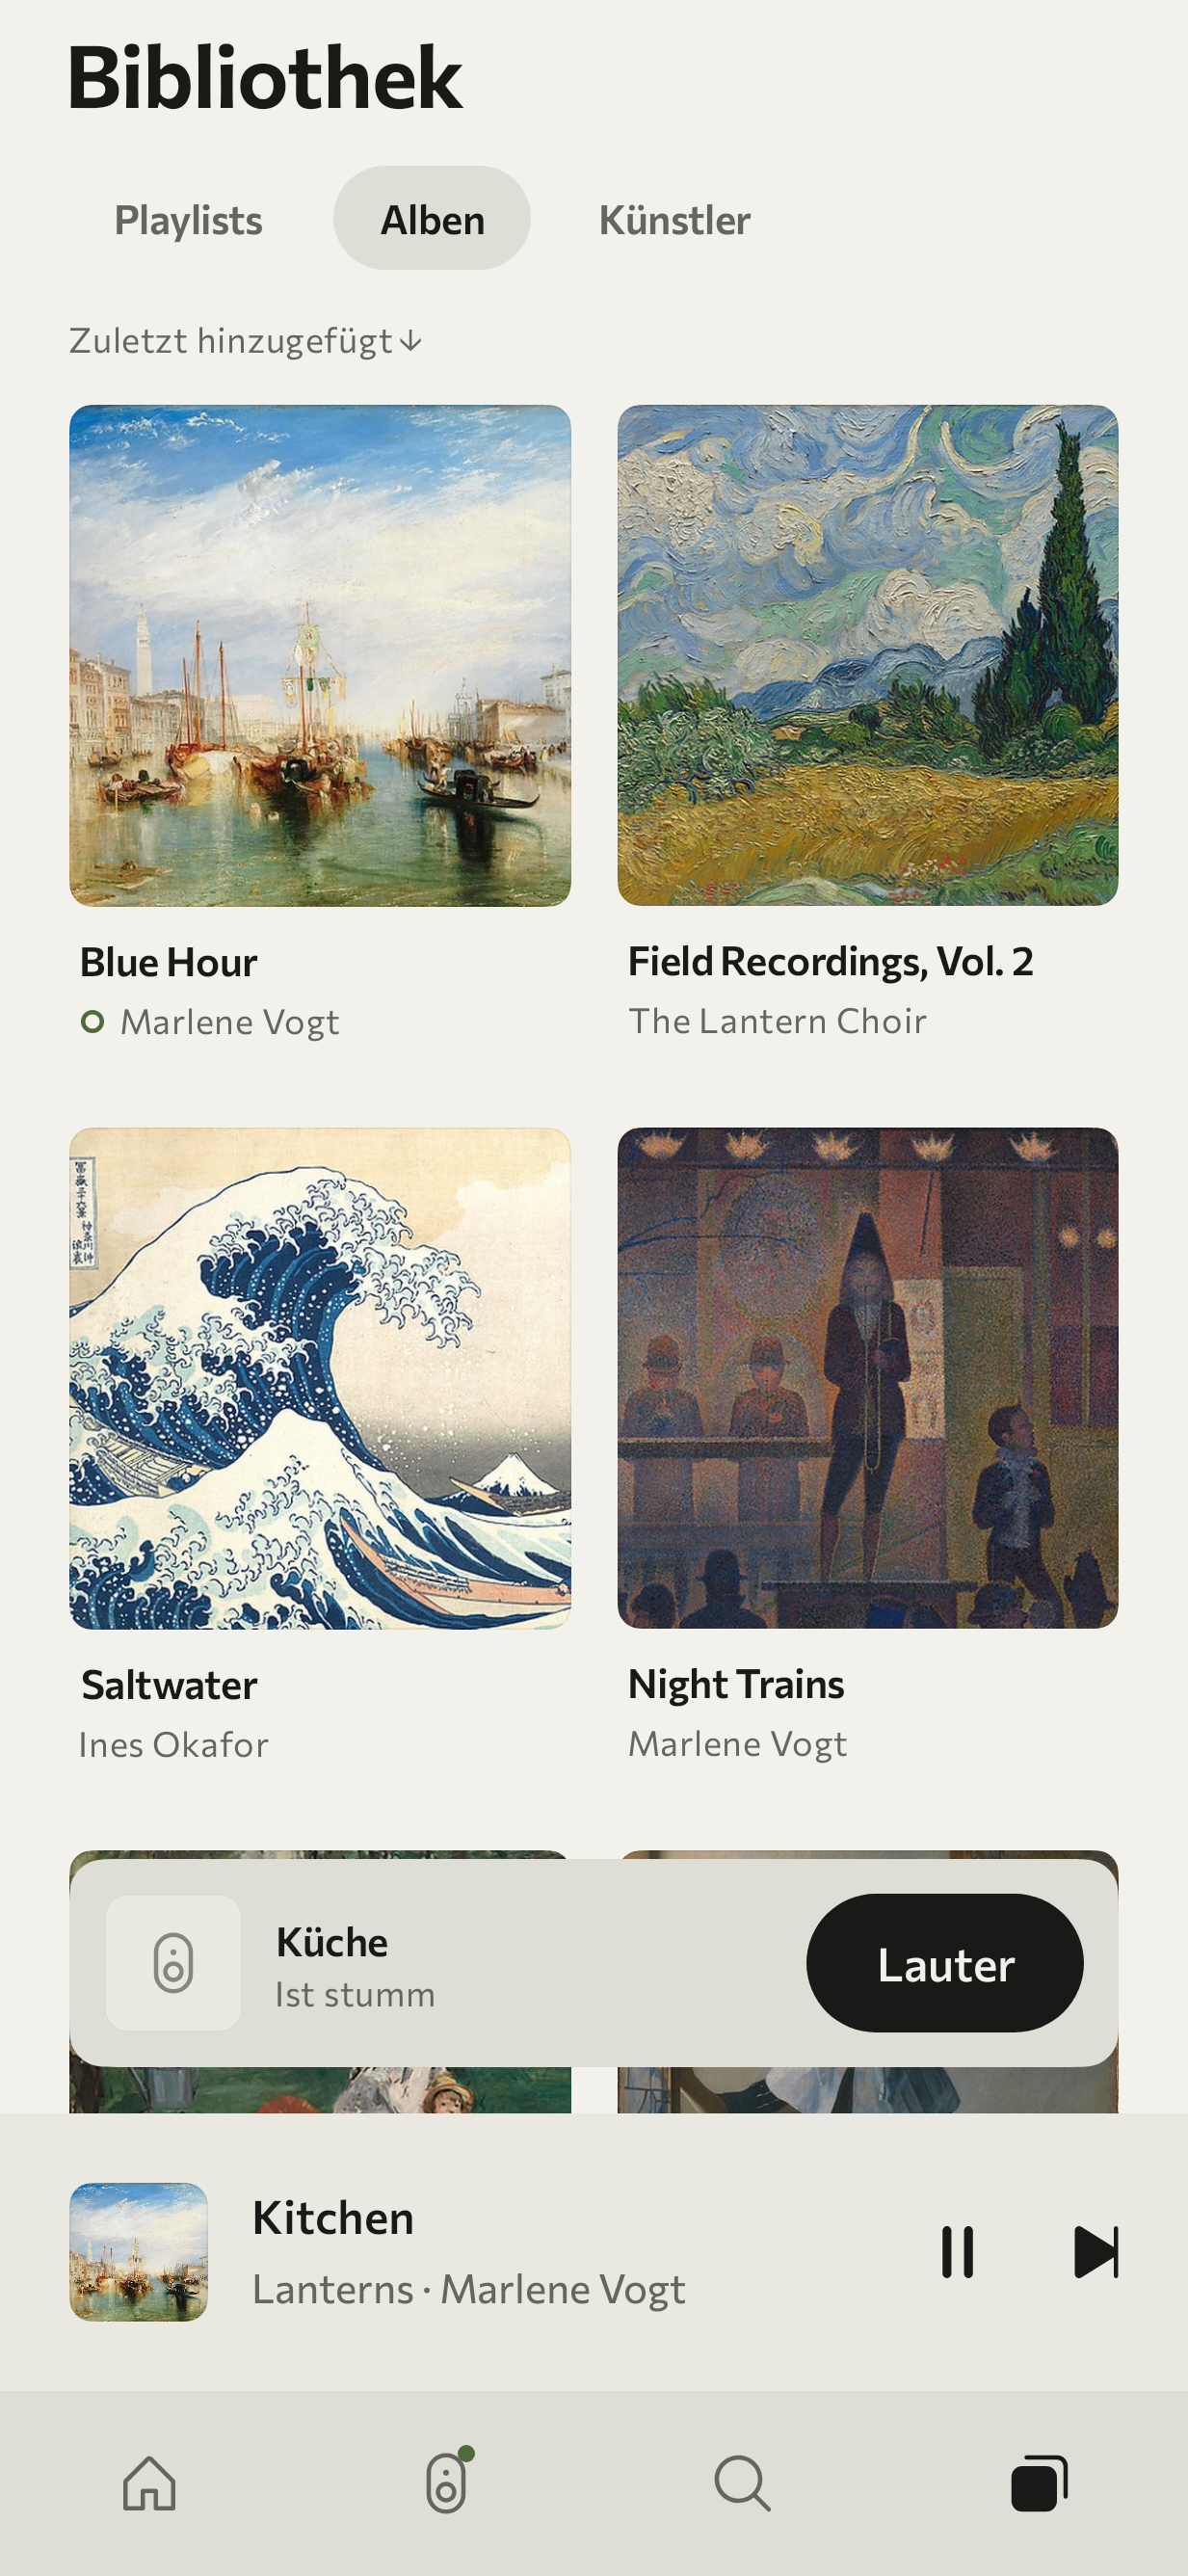 Bibliothek
Playlists Alben Künstler
Zuletzt hinzugefügt ↓
Blue Hour
Marlene Vogt
Field Recordings, Vol. 2
The Lantern Choir
Saltwater
Ines Okafor
Night Trains
Marlene Vogt
Küche
Ist stumm
Lauter
Kitchen
Lanterns · Marlene Vogt